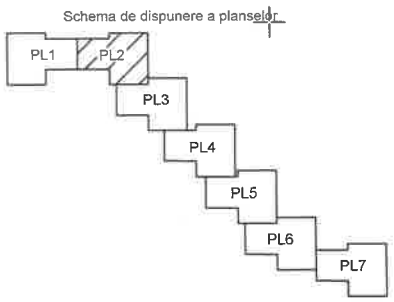 Schema de dispunere a planselor
PL1
PL2
PL3
PL4
PL5
PL6
PL7